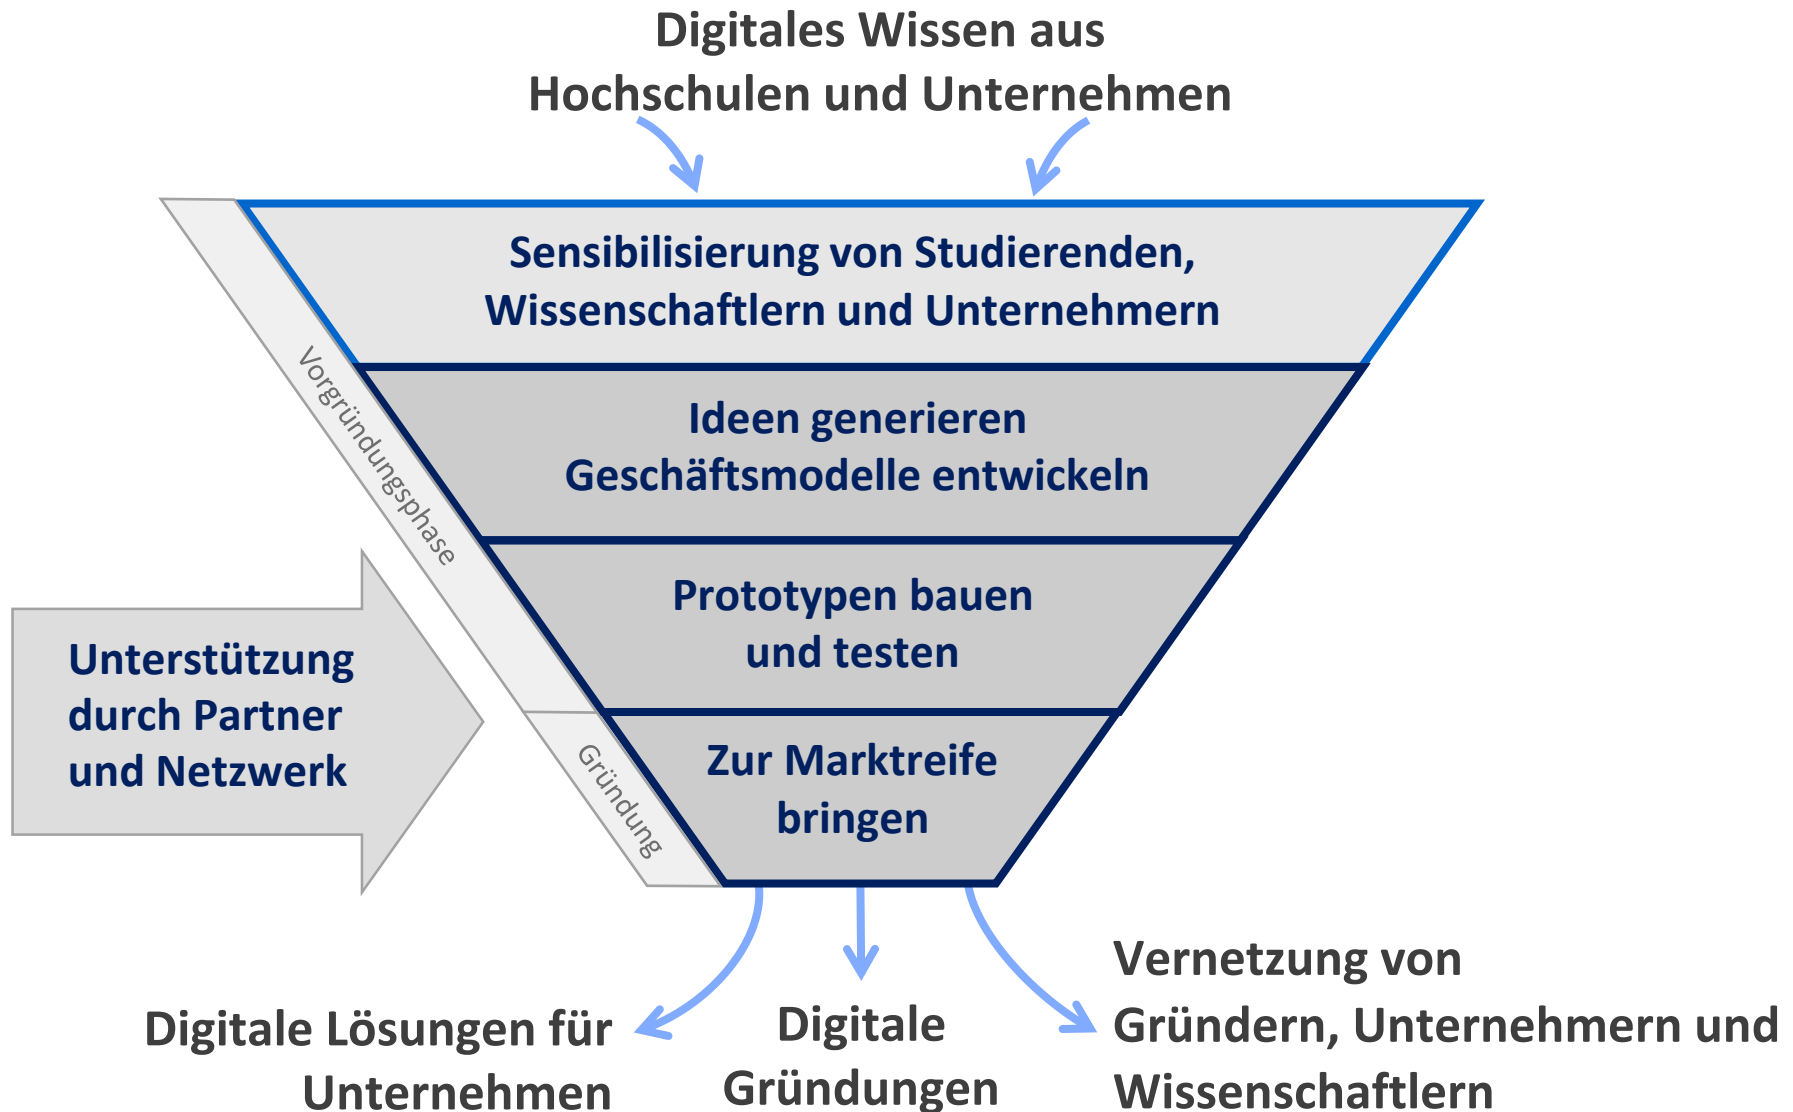 Digitales Wissen aus
Hochschulen und Unternehmen
Sensibilisierung von Studierenden,
Wissenschaftlern und Unternehmern
Vorgründungsphase
Ideen generieren
Geschäftsmodelle entwickeln
Prototypen bauen
und testen
Unterstützung
durch Partner
und Netzwerk
Gründung
Zur Marktreife
bringen
Digitale Lösungen für
Unternehmen
Digitale
Gründungen
Vernetzung von
Gründern, Unternehmern und
Wissenschaftlern